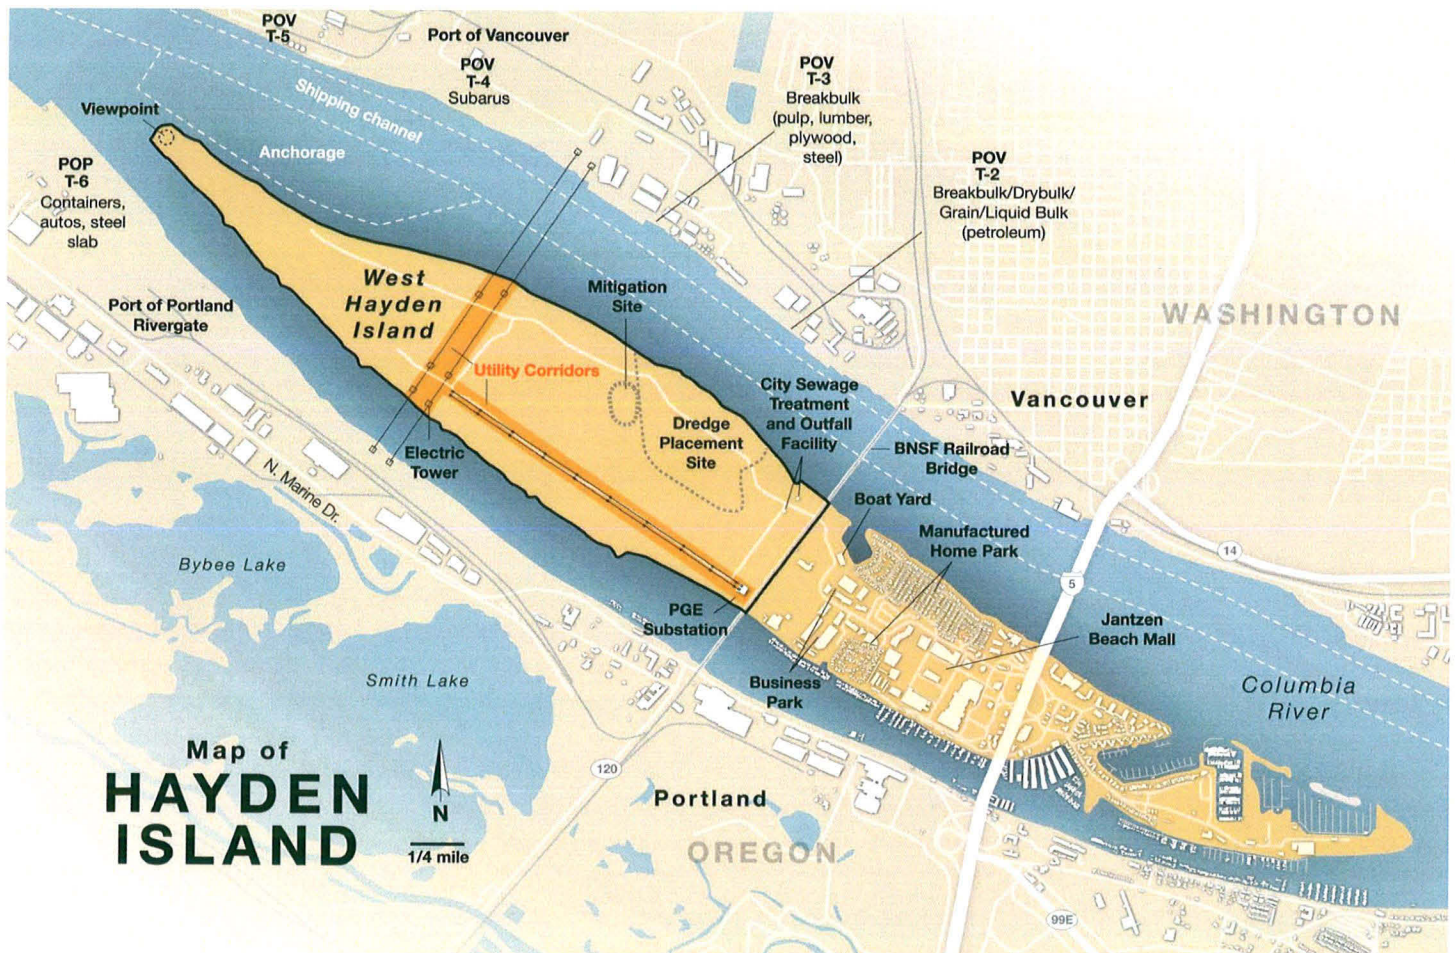 POV
T-5
Port of Vancouver
POV
T-4
Subarus
POV
T-3
Breakbulk
(pulp, lumber,
plywood,
steel)
Shipping channel
Viewpoint
Anchorage
POP
T-6
Containers,
autos, steel
slab
POV
T-2
Breakbulk/Drybulk/
Grain/Liquid Bulk
(petroleum)
West
Hayden
Island
Mitigation
Site
Port of Portland
Rivergate
WASHINGTON
Utility Corridors
City Sewage
Treatment
and Outfall
Facility
Vancouver
Dredge
Placement
Site
Electric
Tower
BNSF Railroad
Bridge
N. Marine Dr.
Boat Yard
Manufactured
Home Park
14
Bybee Lake
5
PGE
Substation
Jantzen
Beach Mall
Smith Lake
Business
Park
Columbia
River
Map of
HAYDEN
ISLAND
N
1/4 mile
120
Portland
OREGON
99E